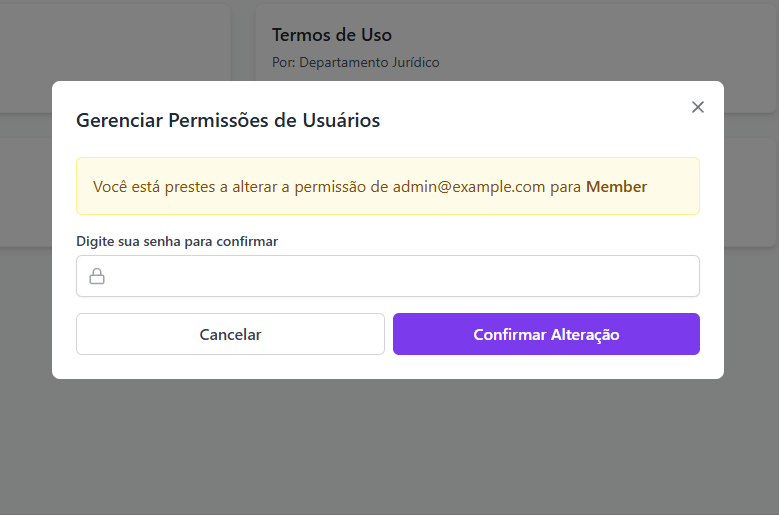 Termos de Uso
Por: Departamento Jurídico
Gerenciar Permissões de Usuários
Você está prestes a alterar a permissão de admin@example.com para Member
Digite sua senha para confirmar
Cancelar
Confirmar Alteração